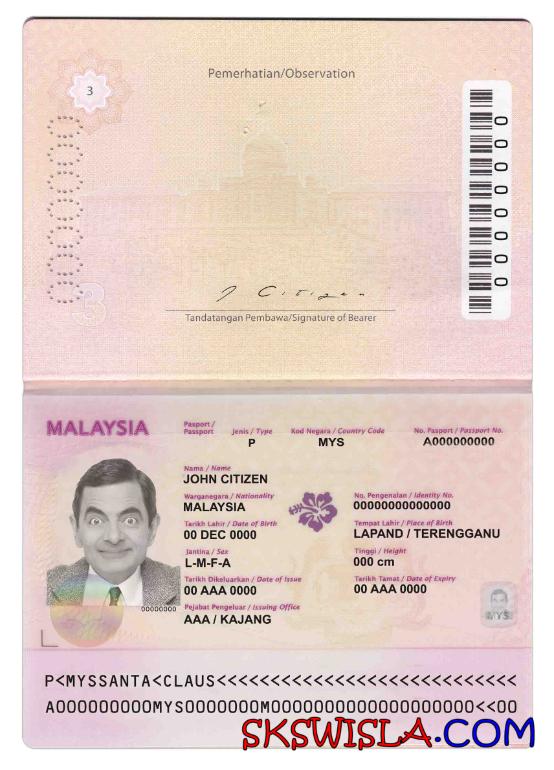 Pemerhatian/Observation
3
00000000
3
J Citizen
Tandatangan Pembawa/Signature of Bearer
MALAYSIA
Pasport / Passport
Jenis / Type
Kod Negara / Country Code
No. Pasport / Passport No.
P
MYS
A000000000
Nama / Name
JOHN CITIZEN
Warganegara / Nationality
No. Pengenalan / Identity No.
MALAYSIA
00000000000000
Tarikh Lahir / Date of Birth
Tempat Lahir / Place of Birth
00 DEC 0000
LAPAND / TERENGGANU
Jantina / Sex
Tinggi / Height
L-M-F-A
000 cm
Tarikh Dikeluarkan / Date of Issue
Tarikh Tamat / Date of Expiry
00 AAA 0000
00 AAA 0000
00000000
Pejabat Pengeluar / Issuing Office
AAA / KAJANG
MYS
P<MYSSANTA<CLAUS<<<<<<<<<<<<<<<<<<<<<<<<<<<<
A000000000MYS0000000M0000000000000000000<<00
SKSWISLA.COM